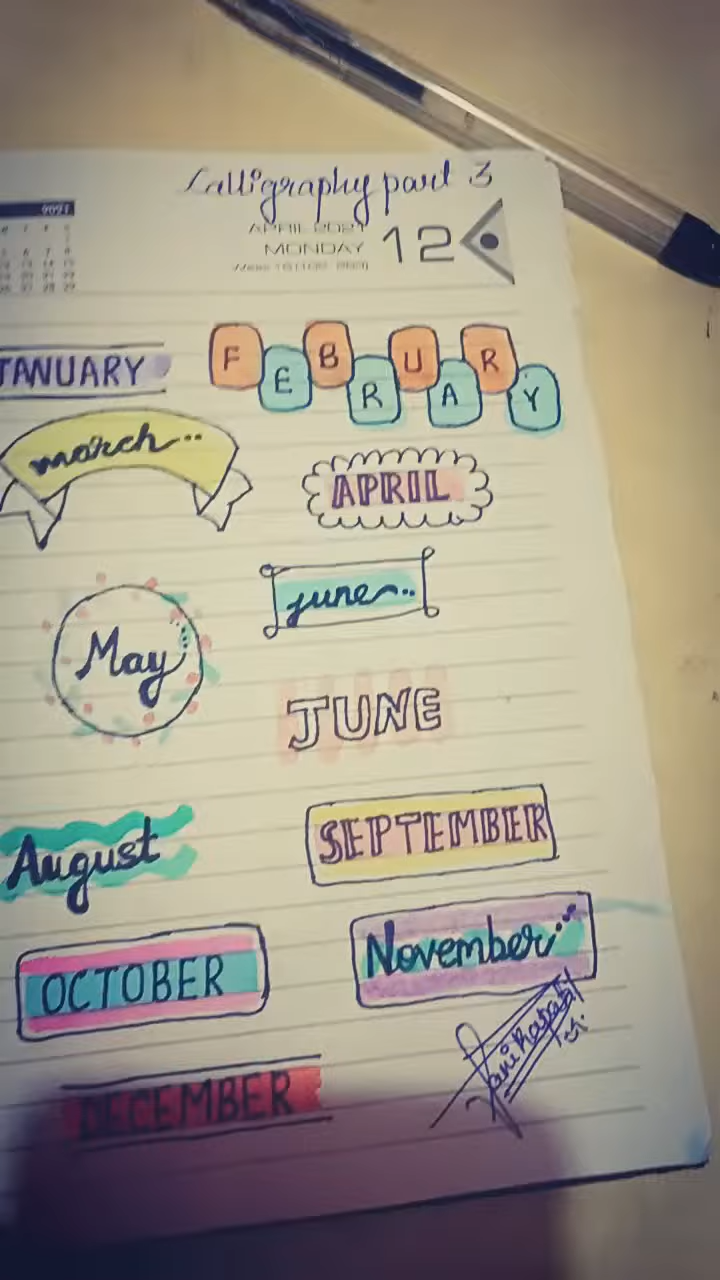 Calligraphy part 3
2021
APRIL 2021
MONDAY
12
JANUARY
FEBRUARY
march..
APRIL
june..
May
JUNE
August
SEPTEMBER
OCTOBER
November
DECEMBER